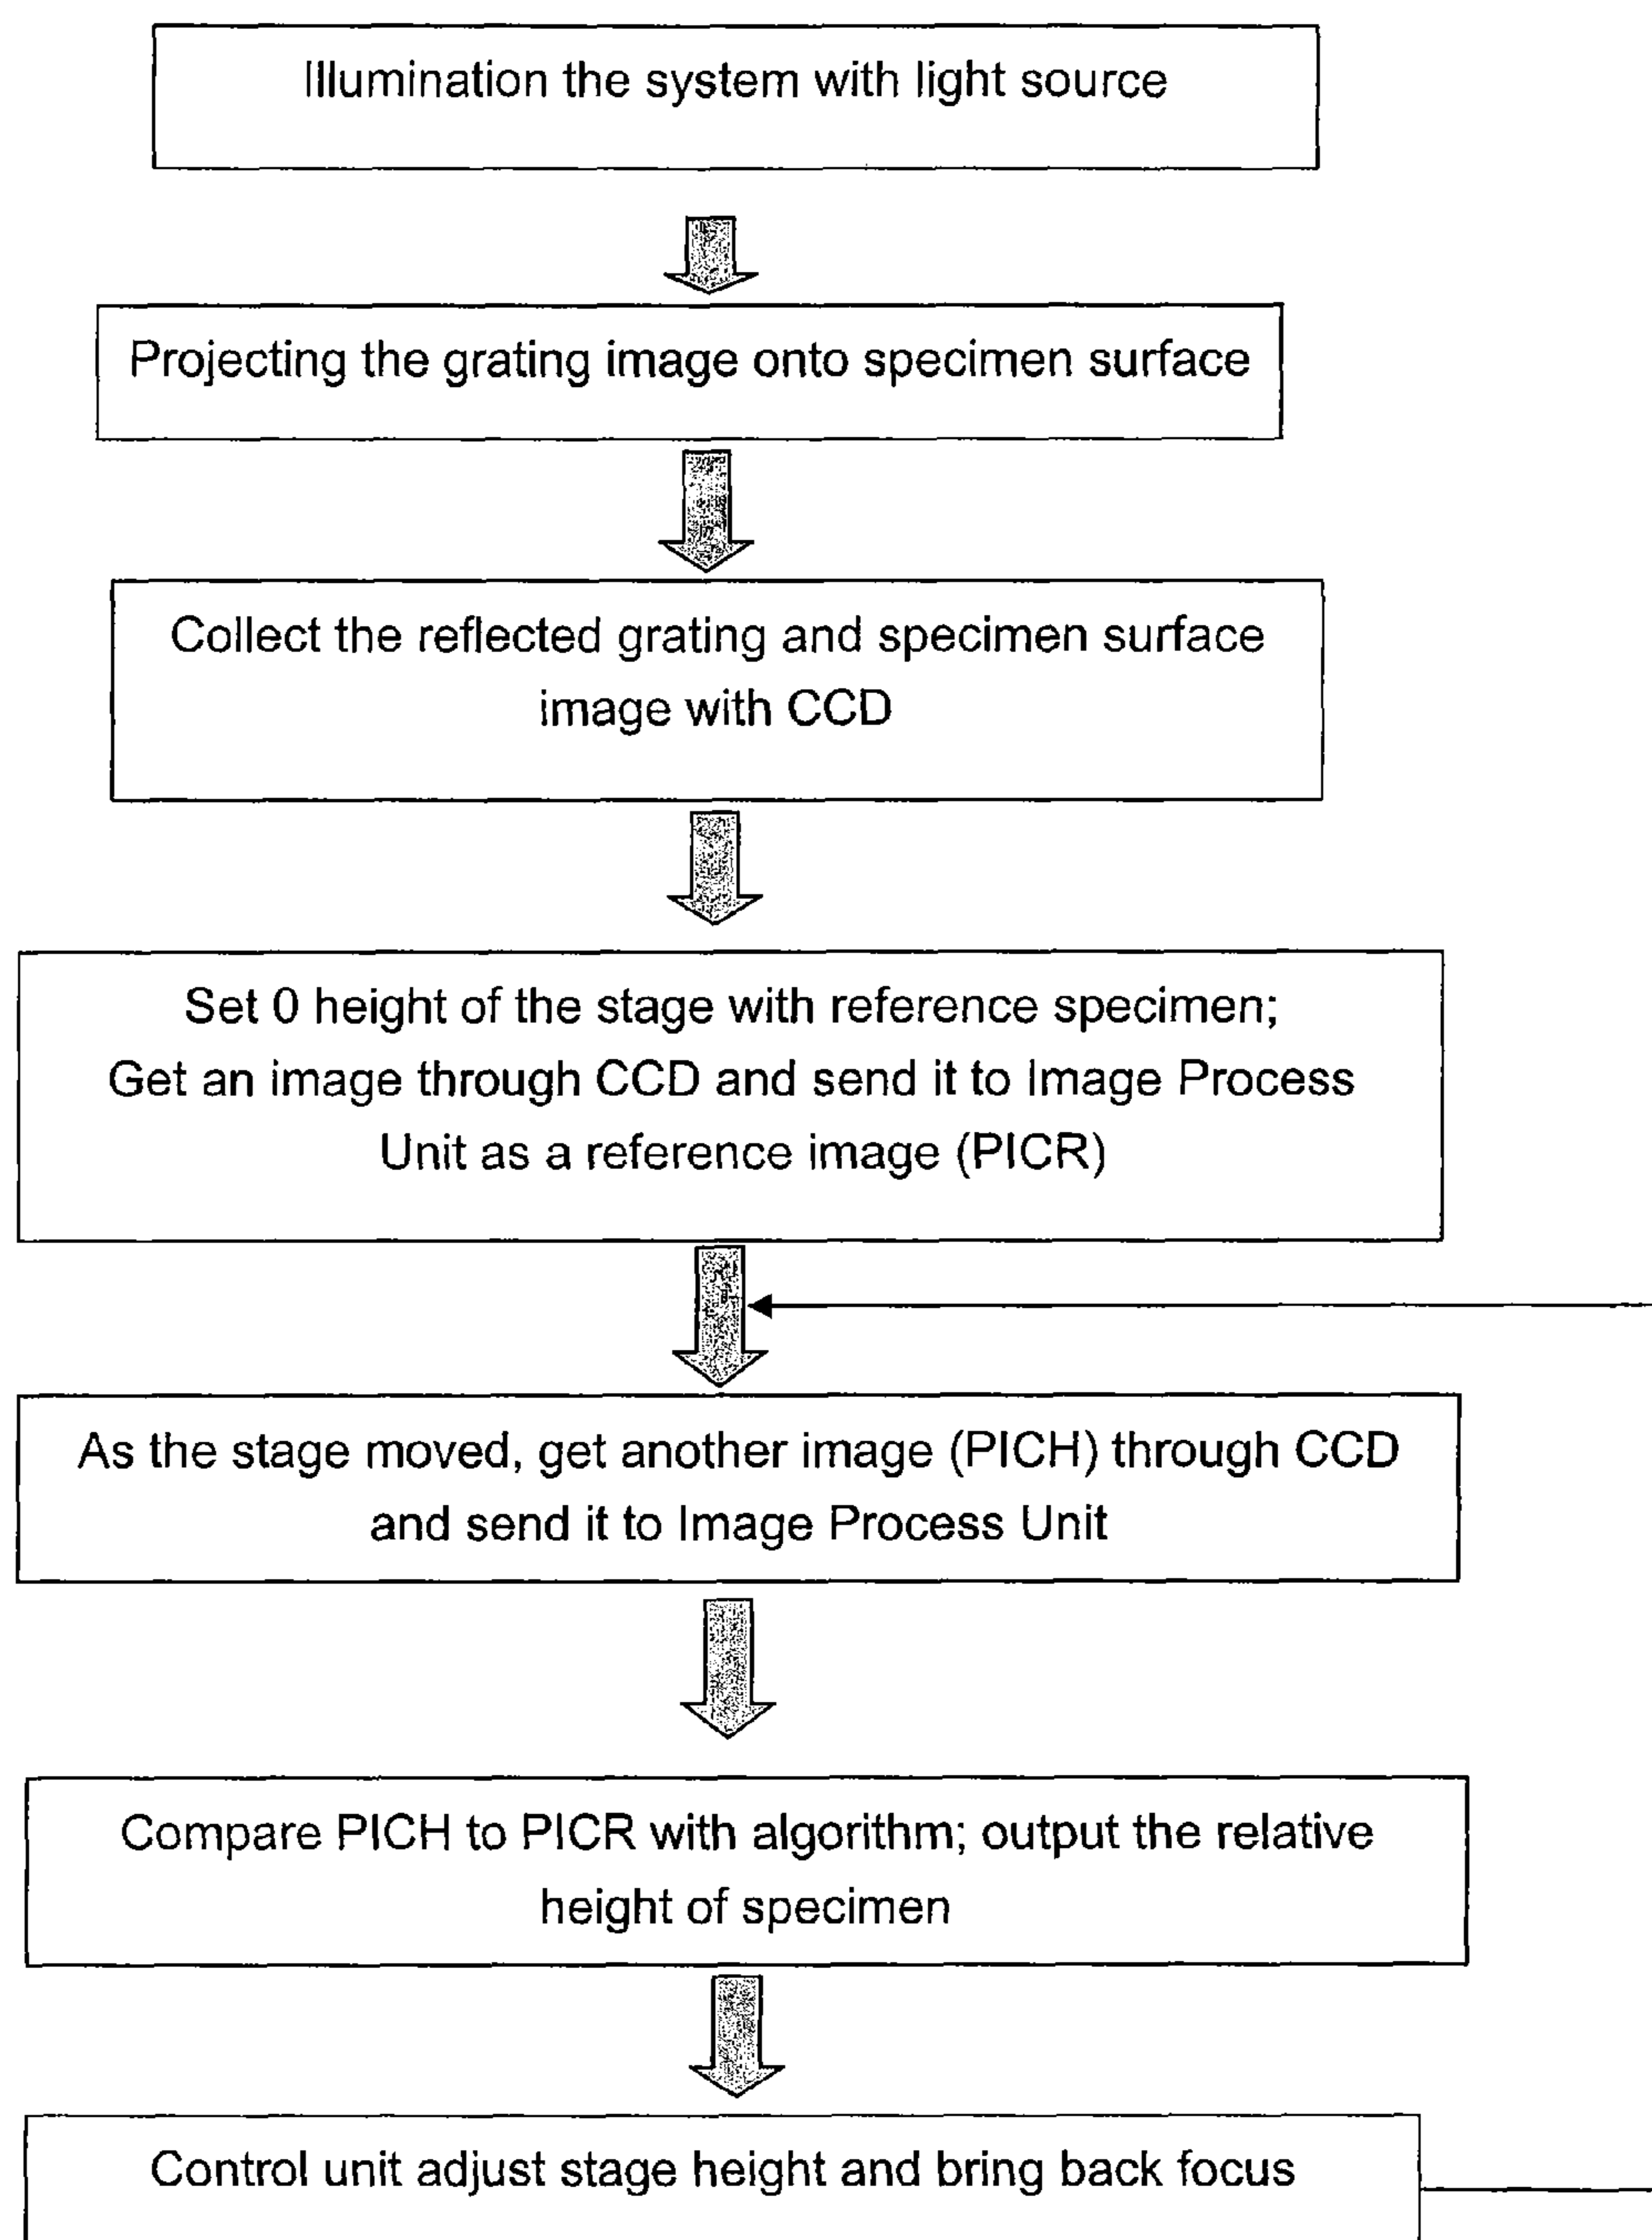 Illumination the system with light source
Projecting the grating image onto specimen surface
Collect the reflected grating and specimen surface
image with CCD
Set 0 height of the stage with reference specimen;
Get an image through CCD and send it to Image Process
Unit as a reference image (PICR)
As the stage moved, get another image (PICH) through CCD
and send it to Image Process Unit
Compare PICH to PICR with algorithm; output the relative
height of specimen
Control unit adjust stage height and bring back focus